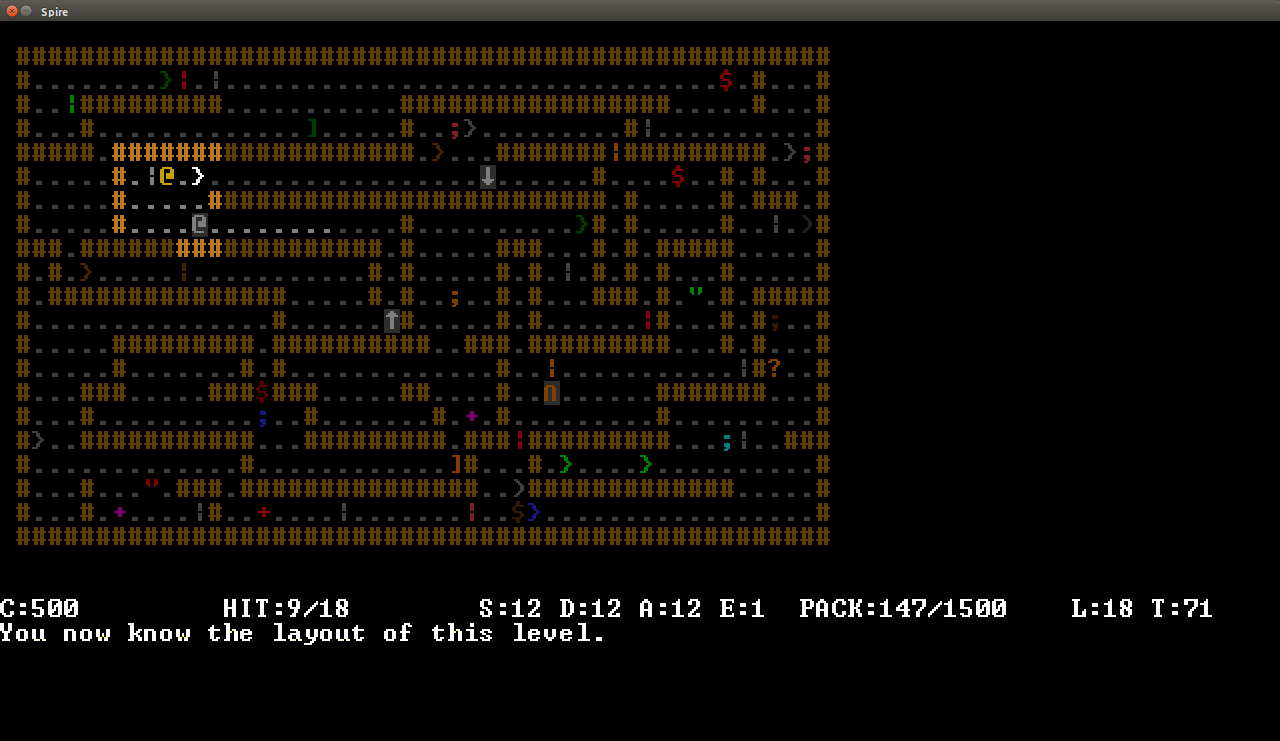 Spire
C:500 HIT:9/18 S:12 D:12 A:12 E:1 PACK:147/1500 L:18 T:71
You now know the layout of this level.